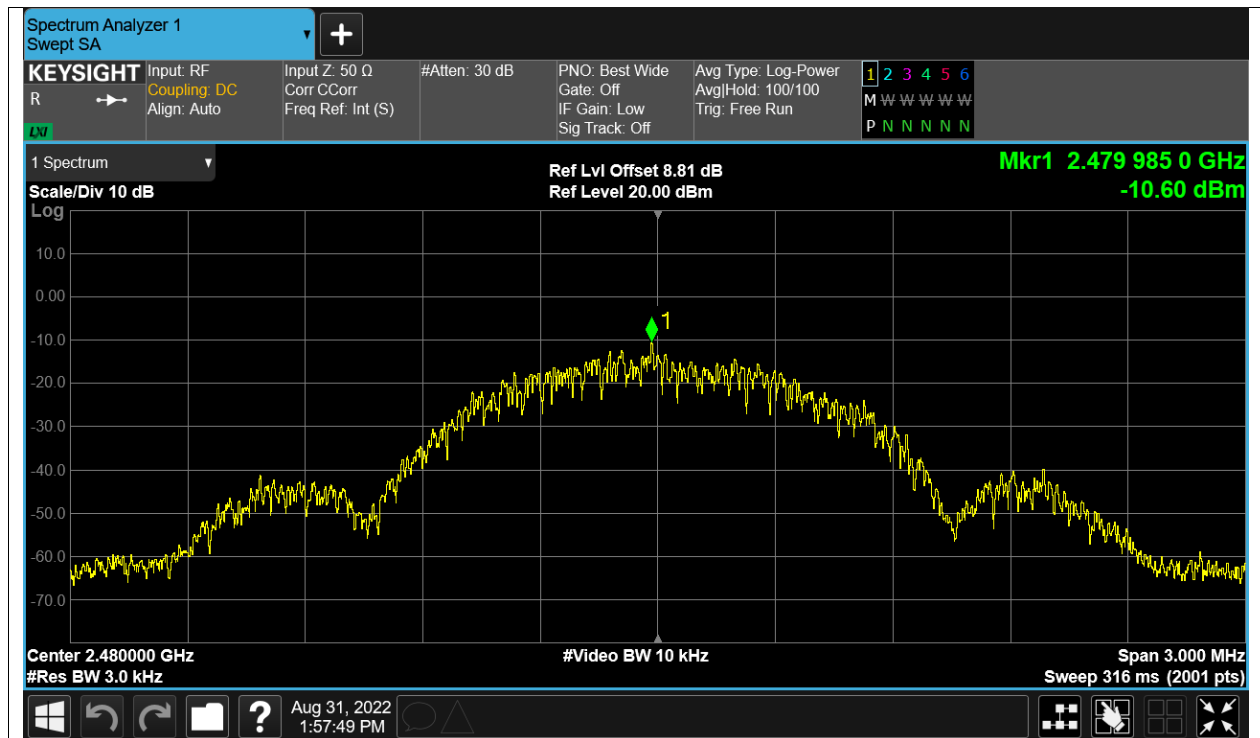 Spectrum Analyzer 1
Swept SA
+
KEYSIGHT
R
LXI
Input: RF
Coupling: DC
Align: Auto
Input Z: 50 Ω
Corr CCorr
Freq Ref: Int (S)
#Atten: 30 dB
PNO: Best Wide
Gate: Off
IF Gain: Low
Sig Track: Off
Avg Type: Log-Power
Avg|Hold: 100/100
Trig: Free Run
1 2 3 4 5 6
M W W W W W
P N N N N N
1 Spectrum
Scale/Div 10 dB
Log
Ref Lvl Offset 8.81 dB
Ref Level 20.00 dBm
Mkr1 2.479 985 0 GHz
-10.60 dBm
10.0
0.00
1
-10.0
-20.0
-30.0
-40.0
-50.0
-60.0
-70.0
Center 2.480000 GHz
#Res BW 3.0 kHz
#Video BW 10 kHz
Span 3.000 MHz
Sweep 316 ms (2001 pts)
?
Aug 31, 2022
1:57:49 PM